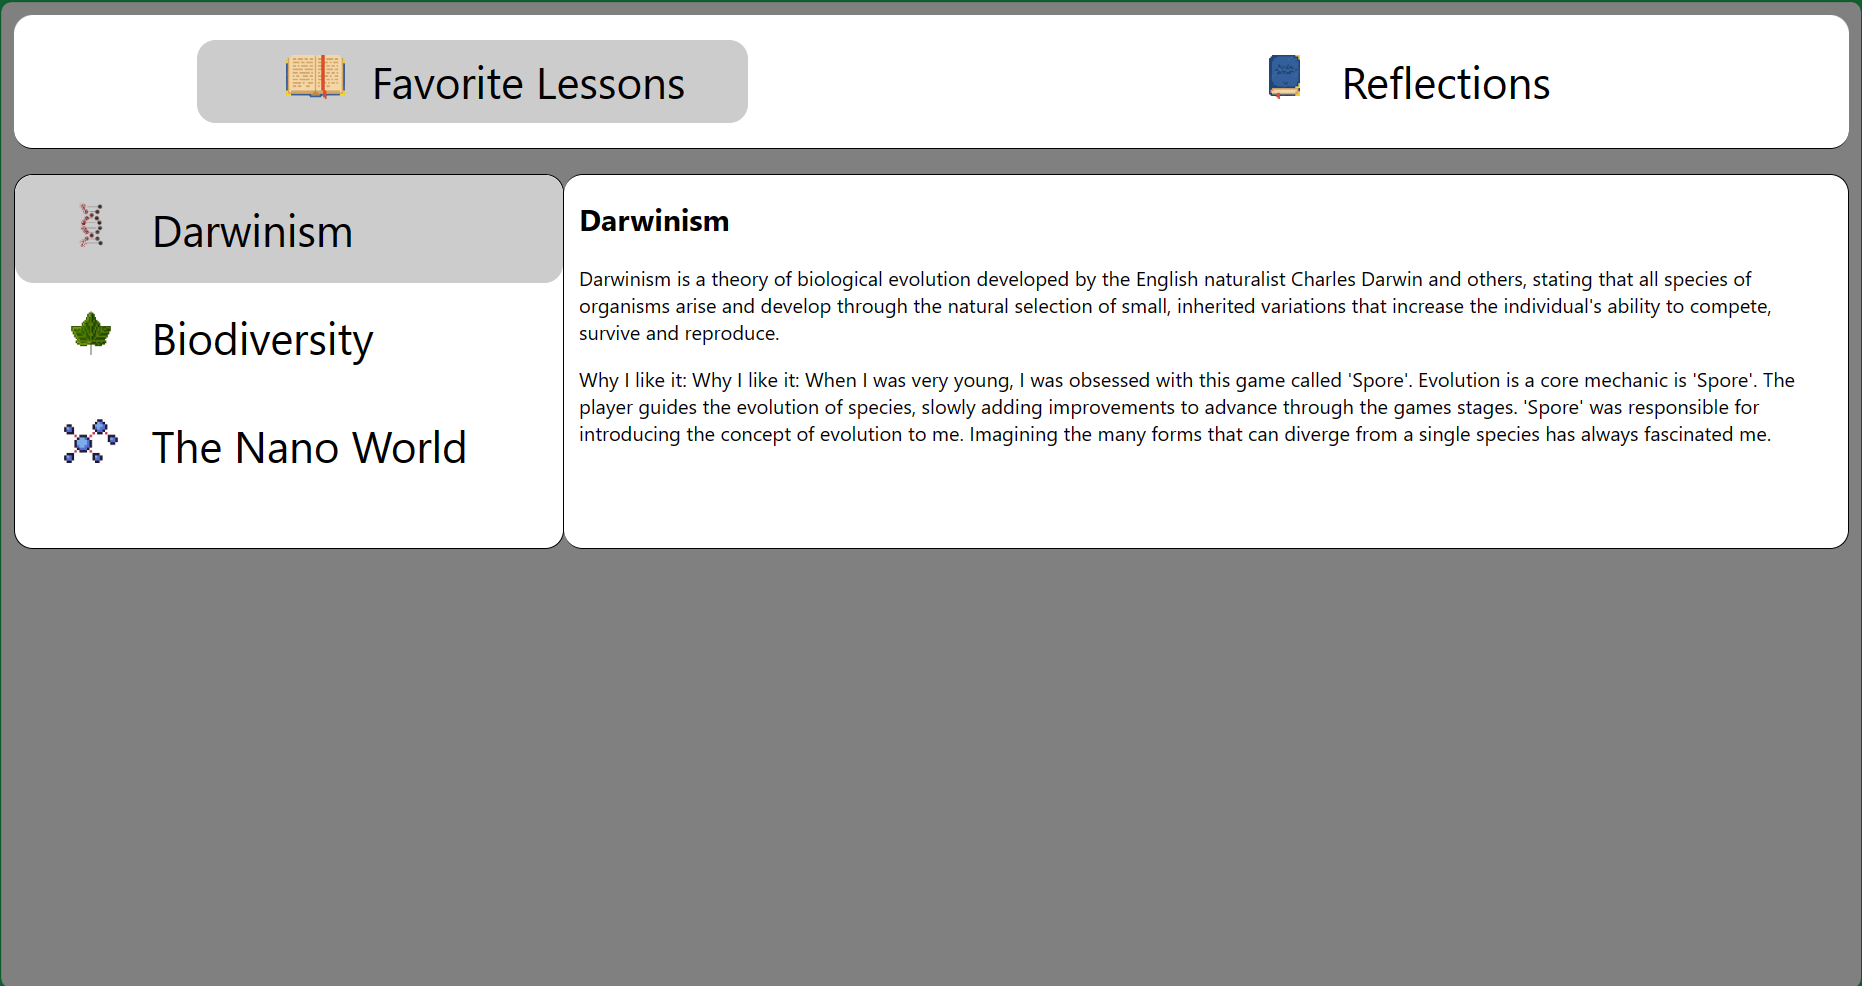 Favorite Lessons
Reflections
Darwinism
Biodiversity
The Nano World
Darwinism
Darwinism is a theory of biological evolution developed by the English naturalist Charles Darwin and others, stating that all species of
organisms arise and develop through the natural selection of small, inherited variations that increase the individual's ability to compete,
survive and reproduce.
Why I like it: Why I like it: When I was very young, I was obsessed with this game called 'Spore'. Evolution is a core mechanic is 'Spore'. The
player guides the evolution of species, slowly adding improvements to advance through the games stages. 'Spore' was responsible for
introducing the concept of evolution to me. Imagining the many forms that can diverge from a single species has always fascinated me.